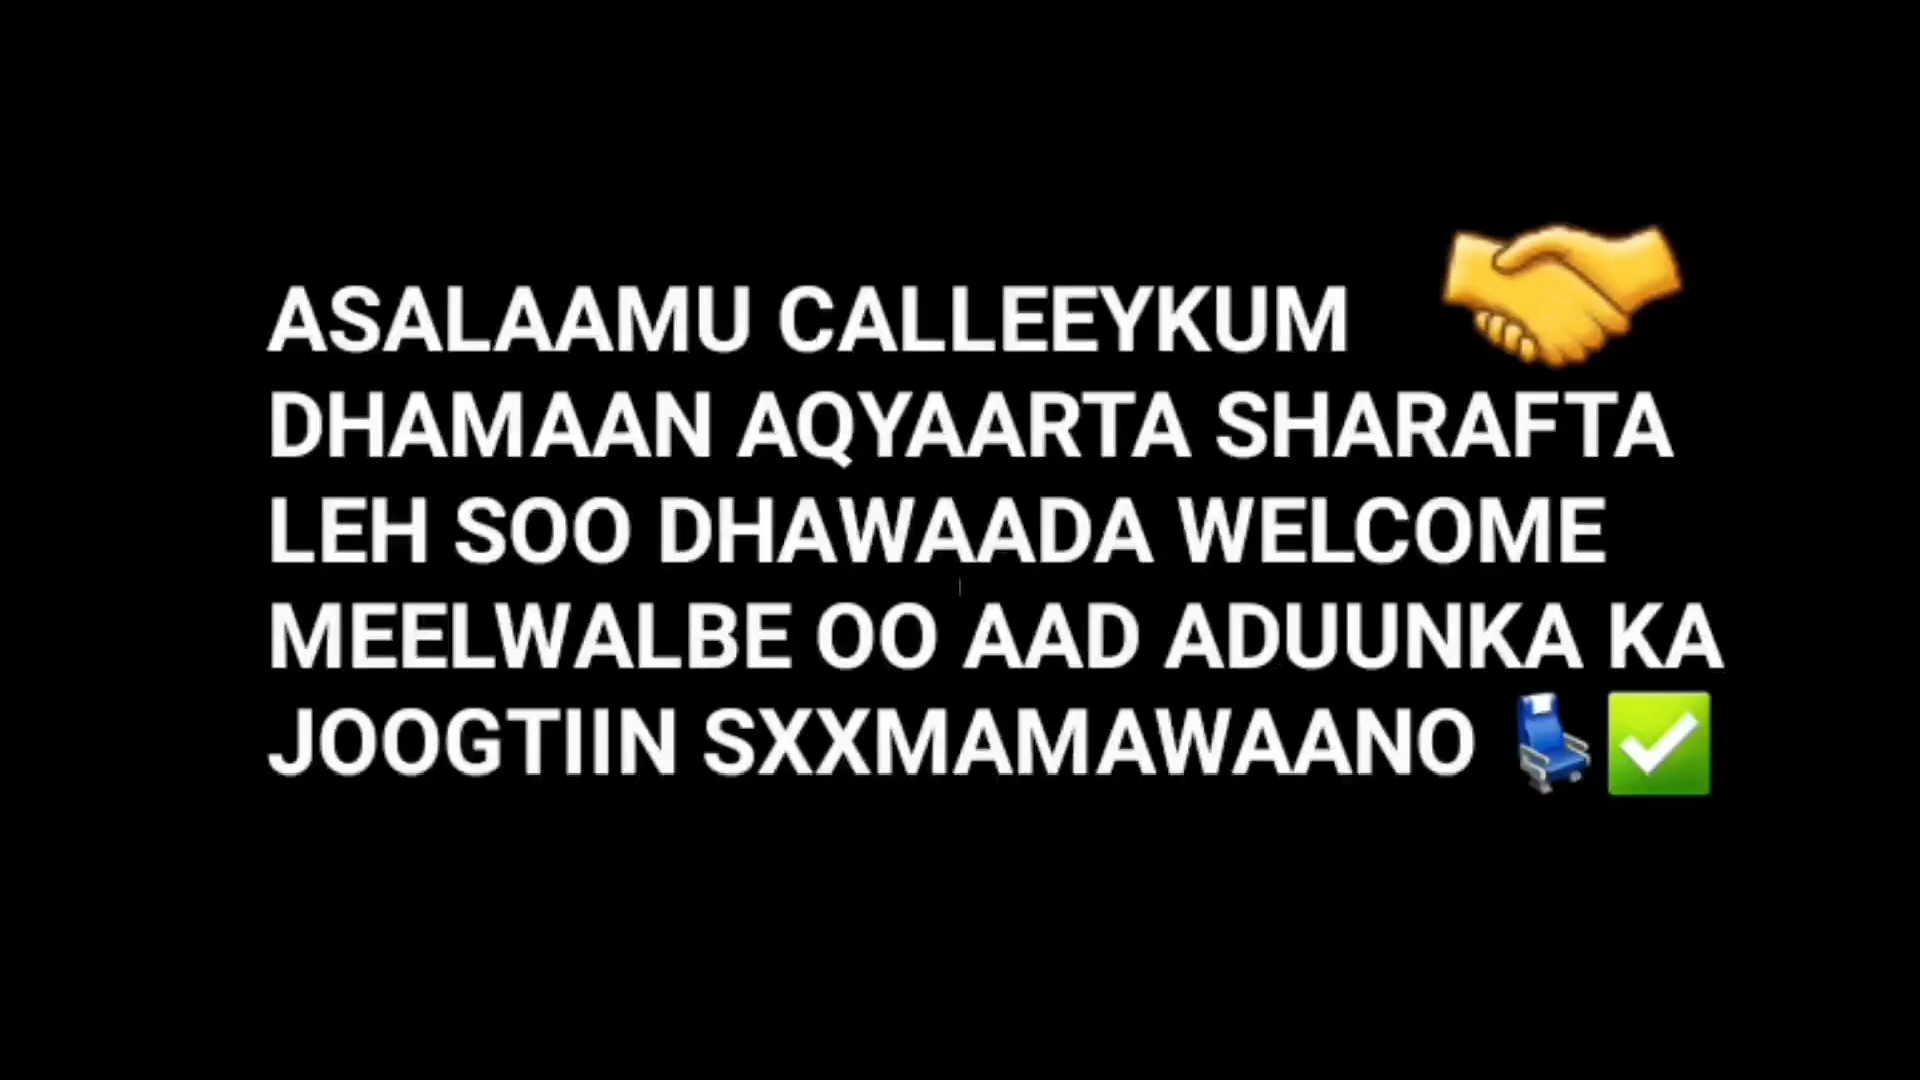 ASALAAMU CALLEEYKUM 🤝
DHAMAAN AQYAARTA SHARAFTA
LEH SOO DHAWAADA WELCOME
MEELWALBE OO AAD ADUUNKA KA
JOOGTIIN SXXMAMAWAANO 💺✅